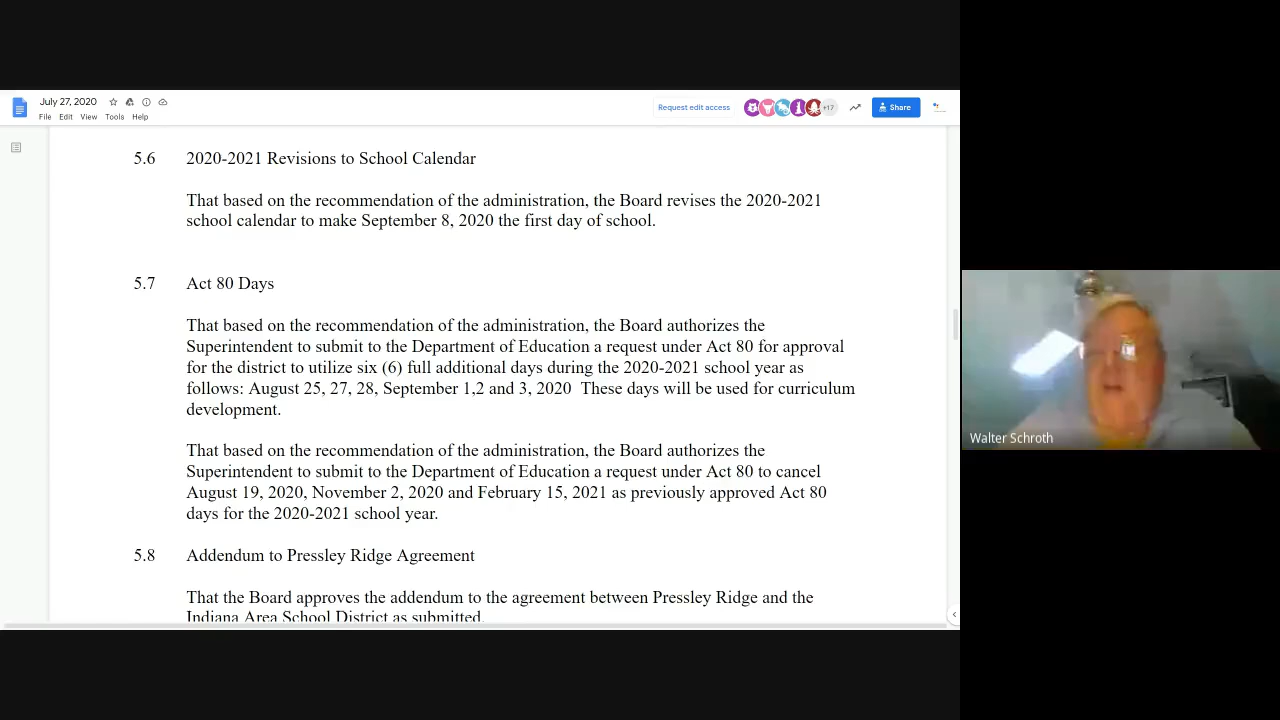 July 27, 2020
File Edit View Tools Help
Request edit access
+17
Share
5.6 2020-2021 Revisions to School Calendar
That based on the recommendation of the administration, the Board revises the 2020-2021
school calendar to make September 8, 2020 the first day of school.
5.7 Act 80 Days
That based on the recommendation of the administration, the Board authorizes the
Superintendent to submit to the Department of Education a request under Act 80 for approval
for the district to utilize six (6) full additional days during the 2020-2021 school year as
follows: August 25, 27, 28, September 1,2 and 3, 2020  These days will be used for curriculum
development.
That based on the recommendation of the administration, the Board authorizes the
Superintendent to submit to the Department of Education a request under Act 80 to cancel
August 19, 2020, November 2, 2020 and February 15, 2021 as previously approved Act 80
days for the 2020-2021 school year.
5.8 Addendum to Pressley Ridge Agreement
That the Board approves the addendum to the agreement between Pressley Ridge and the
Indiana Area School District as submitted.
Walter Schroth